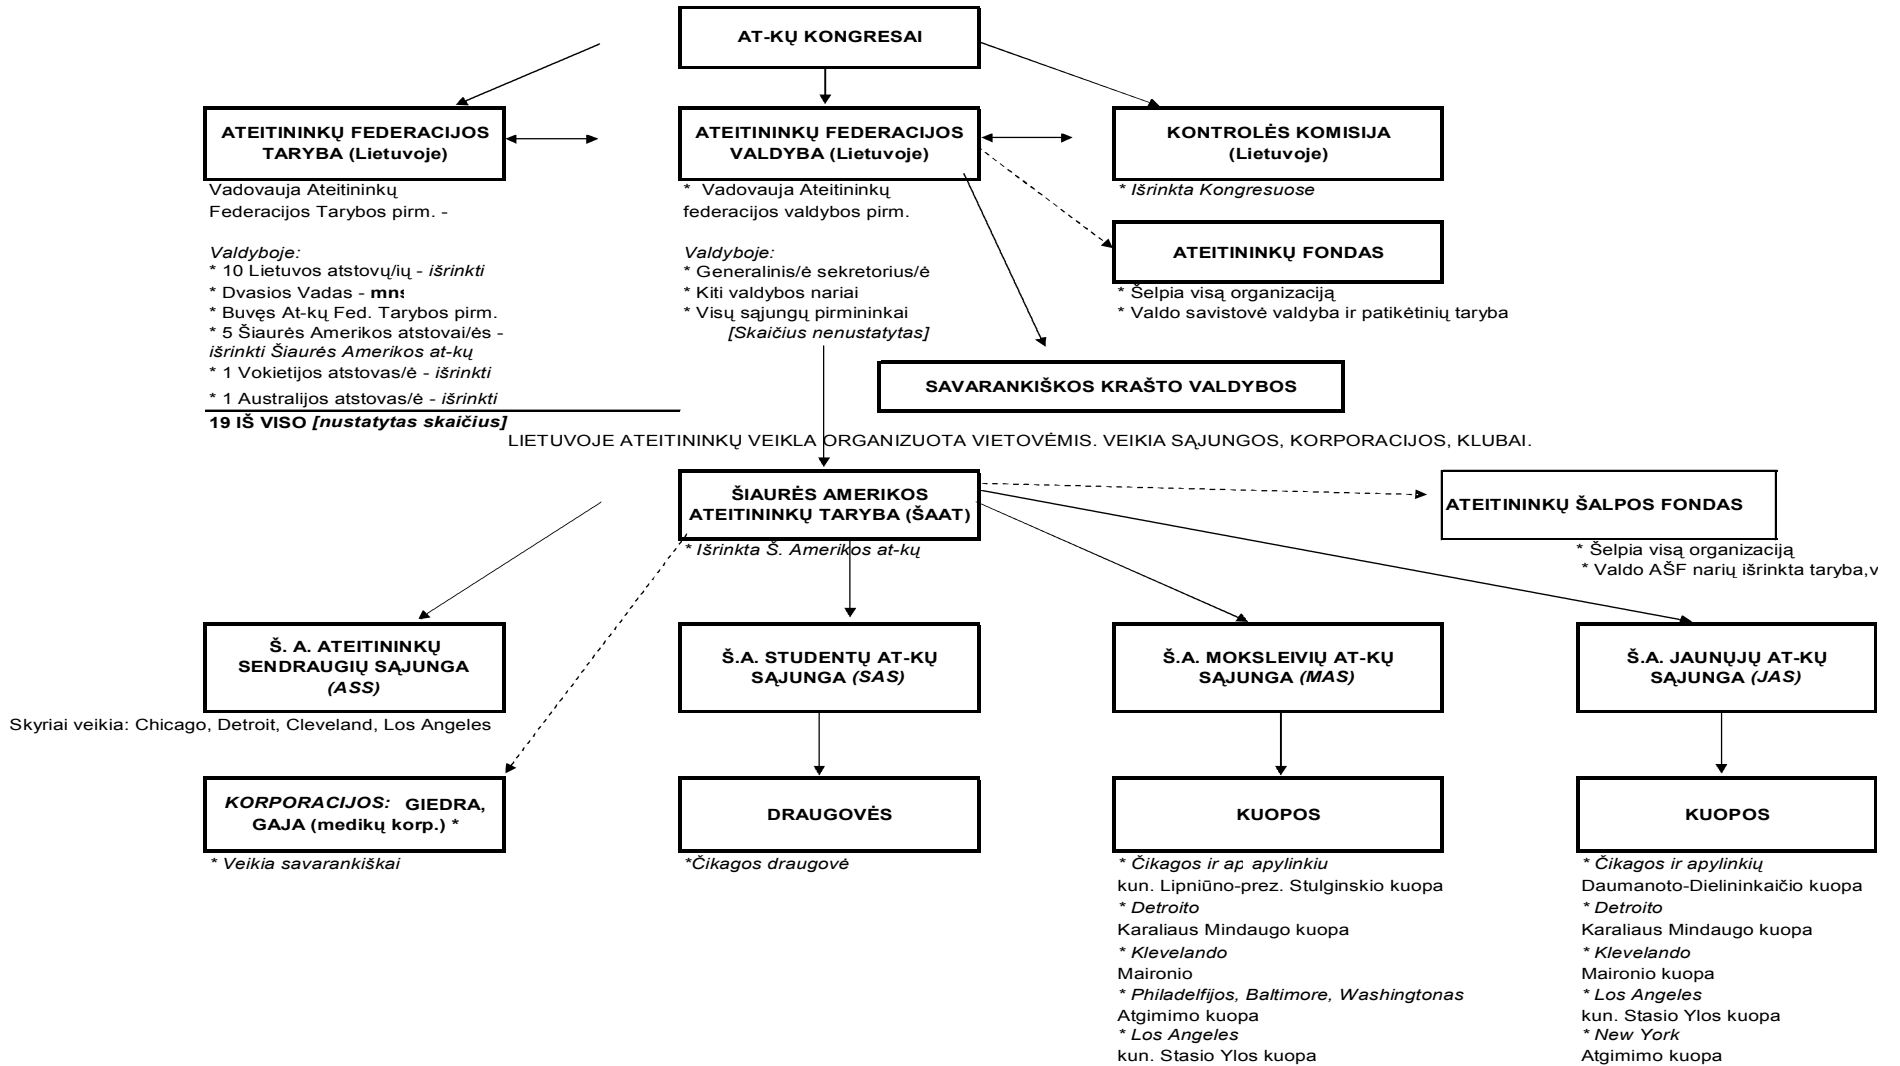 AT-KŲ KONGRESAI
ATEITININKŲ FEDERACIJOS
TARYBA (Lietuvoje)
Vadovauja Ateitininkų
Federacijos Tarybos pirm. -
Valdyboje:
* 10 Lietuvos atstovų/ių - išrinkti
* Dvasios Vadas - mns
* Buvęs At-kų Fed. Tarybos pirm.
* 5 Šiaurės Amerikos atstovai/ės -
išrinkti Šiaurės Amerikos at-kų
* 1 Vokietijos atstovas/ė - išrinkti
* 1 Australijos atstovas/ė - išrinkti
19 IŠ VISO [nustatytas skaičius]
ATEITININKŲ FEDERACIJOS
VALDYBA (Lietuvoje)
* Vadovauja Ateitininkų
federacijos valdybos pirm.
Valdyboje:
* Generalinis/ė sekretorius/ė
* Kiti valdybos nariai
* Visų sąjungų pirmininkai
[Skaičius nenustatytas]
KONTROLĖS KOMISIJA
(Lietuvoje)
* Išrinkta Kongresuose
ATEITININKŲ FONDAS
* Šelpia visą organizaciją
* Valdo savistovė valdyba ir patikėtinių taryba
SAVARANKIŠKOS KRAŠTO VALDYBOS
LIETUVOJE ATEITININKŲ VEIKLA ORGANIZUOTA VIETOVĖMIS. VEIKIA SĄJUNGOS, KORPORACIJOS, KLUBAI.
ŠIAURĖS AMERIKOS
ATEITININKŲ TARYBA (ŠAAT)
* Išrinkta Š. Amerikos at-kų
ATEITININKŲ ŠALPOS FONDAS
* Šelpia visą organizaciją
* Valdo AŠF narių išrinkta taryba,v
Š. A. ATEITININKŲ
SENDRAUGIŲ SĄJUNGA
(ASS)
Skyriai veikia: Chicago, Detroit, Cleveland, Los Angeles
Š.A. STUDENTŲ AT-KŲ
SĄJUNGA (SAS)
Š.A. MOKSLEIVIŲ AT-KŲ
SĄJUNGA (MAS)
Š.A. JAUNŲJŲ AT-KŲ
SĄJUNGA (JAS)
KORPORACIJOS: GIEDRA,
GAJA (medikų korp.) *
* Veikia savarankiškai
DRAUGOVĖS
*Čikagos draugovė
KUOPOS
* Čikagos ir ap apylinkiu
kun. Lipniūno-prez. Stulginskio kuopa
* Detroito
Karaliaus Mindaugo kuopa
* Klevelando
Maironio
* Philadelfijos, Baltimore, Washingtonas
Atgimimo kuopa
* Los Angeles
kun. Stasio Ylos kuopa
KUOPOS
* Čikagos ir apylinkių
Daumanoto-Dielininkaičio kuopa
* Detroito
Karaliaus Mindaugo kuopa
* Klevelando
Maironio kuopa
* Los Angeles
kun. Stasio Ylos kuopa
* New York
Atgimimo kuopa